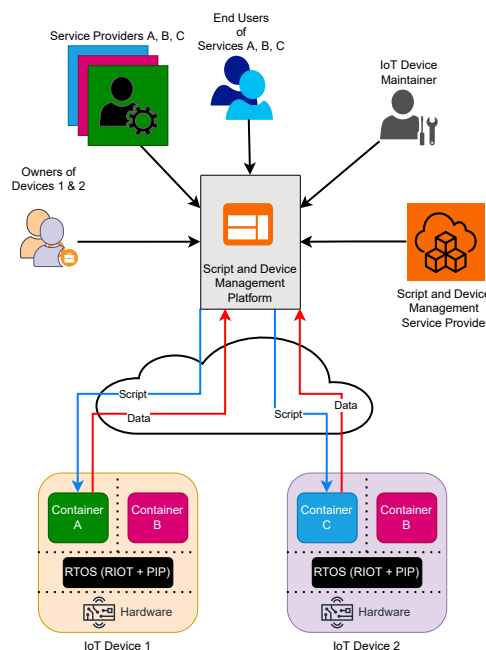 Service Providers A, B, C
End Users
of
Services A, B, C
IoT Device
Maintainer
Owners of
Devices 1 & 2
Script and Device
Management
Platform
Script and Device
Management
Service Provider
Script
Data
Script
Data
Container
A
Container
B
RTOS (RIOT + PIP)
Hardware
IoT Device 1
Container
C
Container
B
RTOS (RIOT + PIP)
Hardware
IoT Device 2